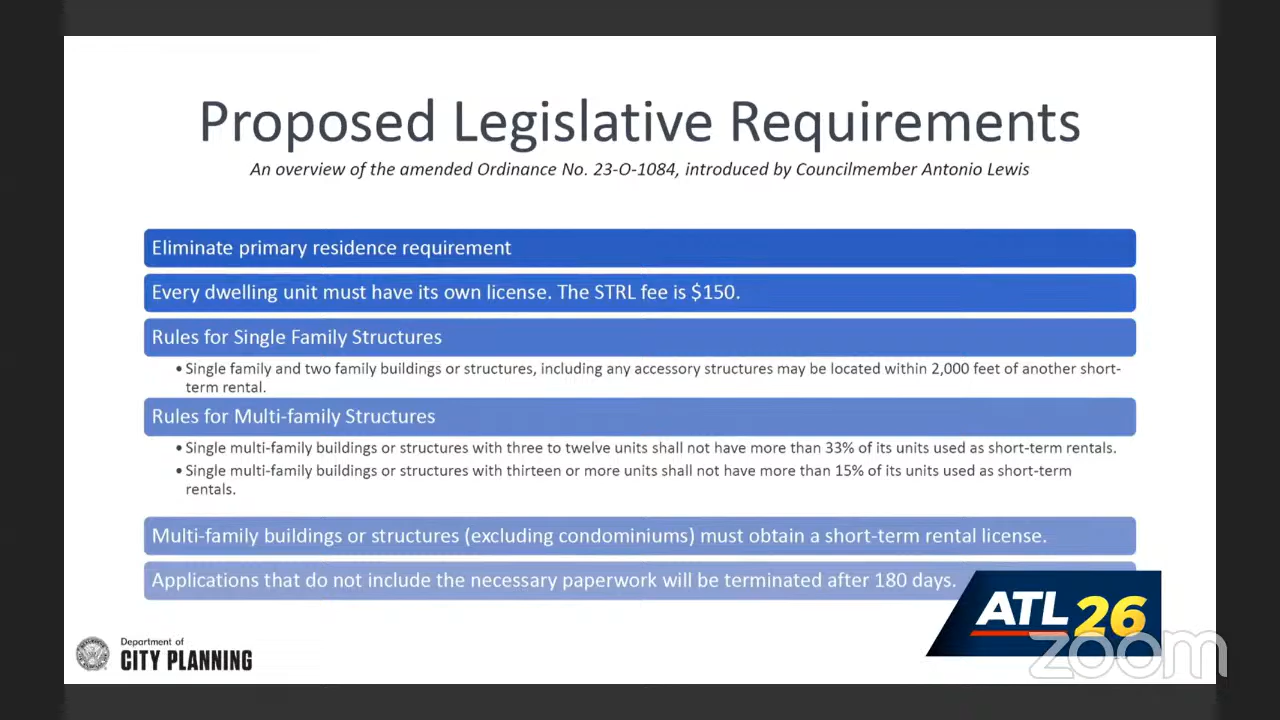 Proposed Legislative Requirements
An overview of the amended Ordinance No. 23-O-1084, introduced by Councilmember Antonio Lewis
Eliminate primary residence requirement
Every dwelling unit must have its own license. The STRL fee is $150.
Rules for Single Family Structures
• Single family and two family buildings or structures, including any accessory structures may be located within 2,000 feet of another short-
term rental.
Rules for Multi-family Structures
• Single multi-family buildings or structures with three to twelve units shall not have more than 33% of its units used as short-term rentals.
• Single multi-family buildings or structures with thirteen or more units shall not have more than 15% of its units used as short-term
rentals.
Multi-family buildings or structures (excluding condominiums) must obtain a short-term rental license.
Applications that do not include the necessary paperwork will be terminated after 180 days.
ATL 26
zoom
Department of
CITY PLANNING